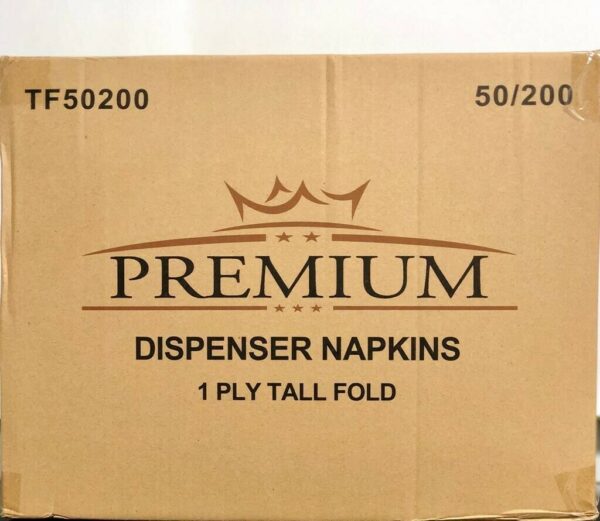 TF50200 50/200
PREMIUM
DISPENSER NAPKINS
1 PLY TALL FOLD